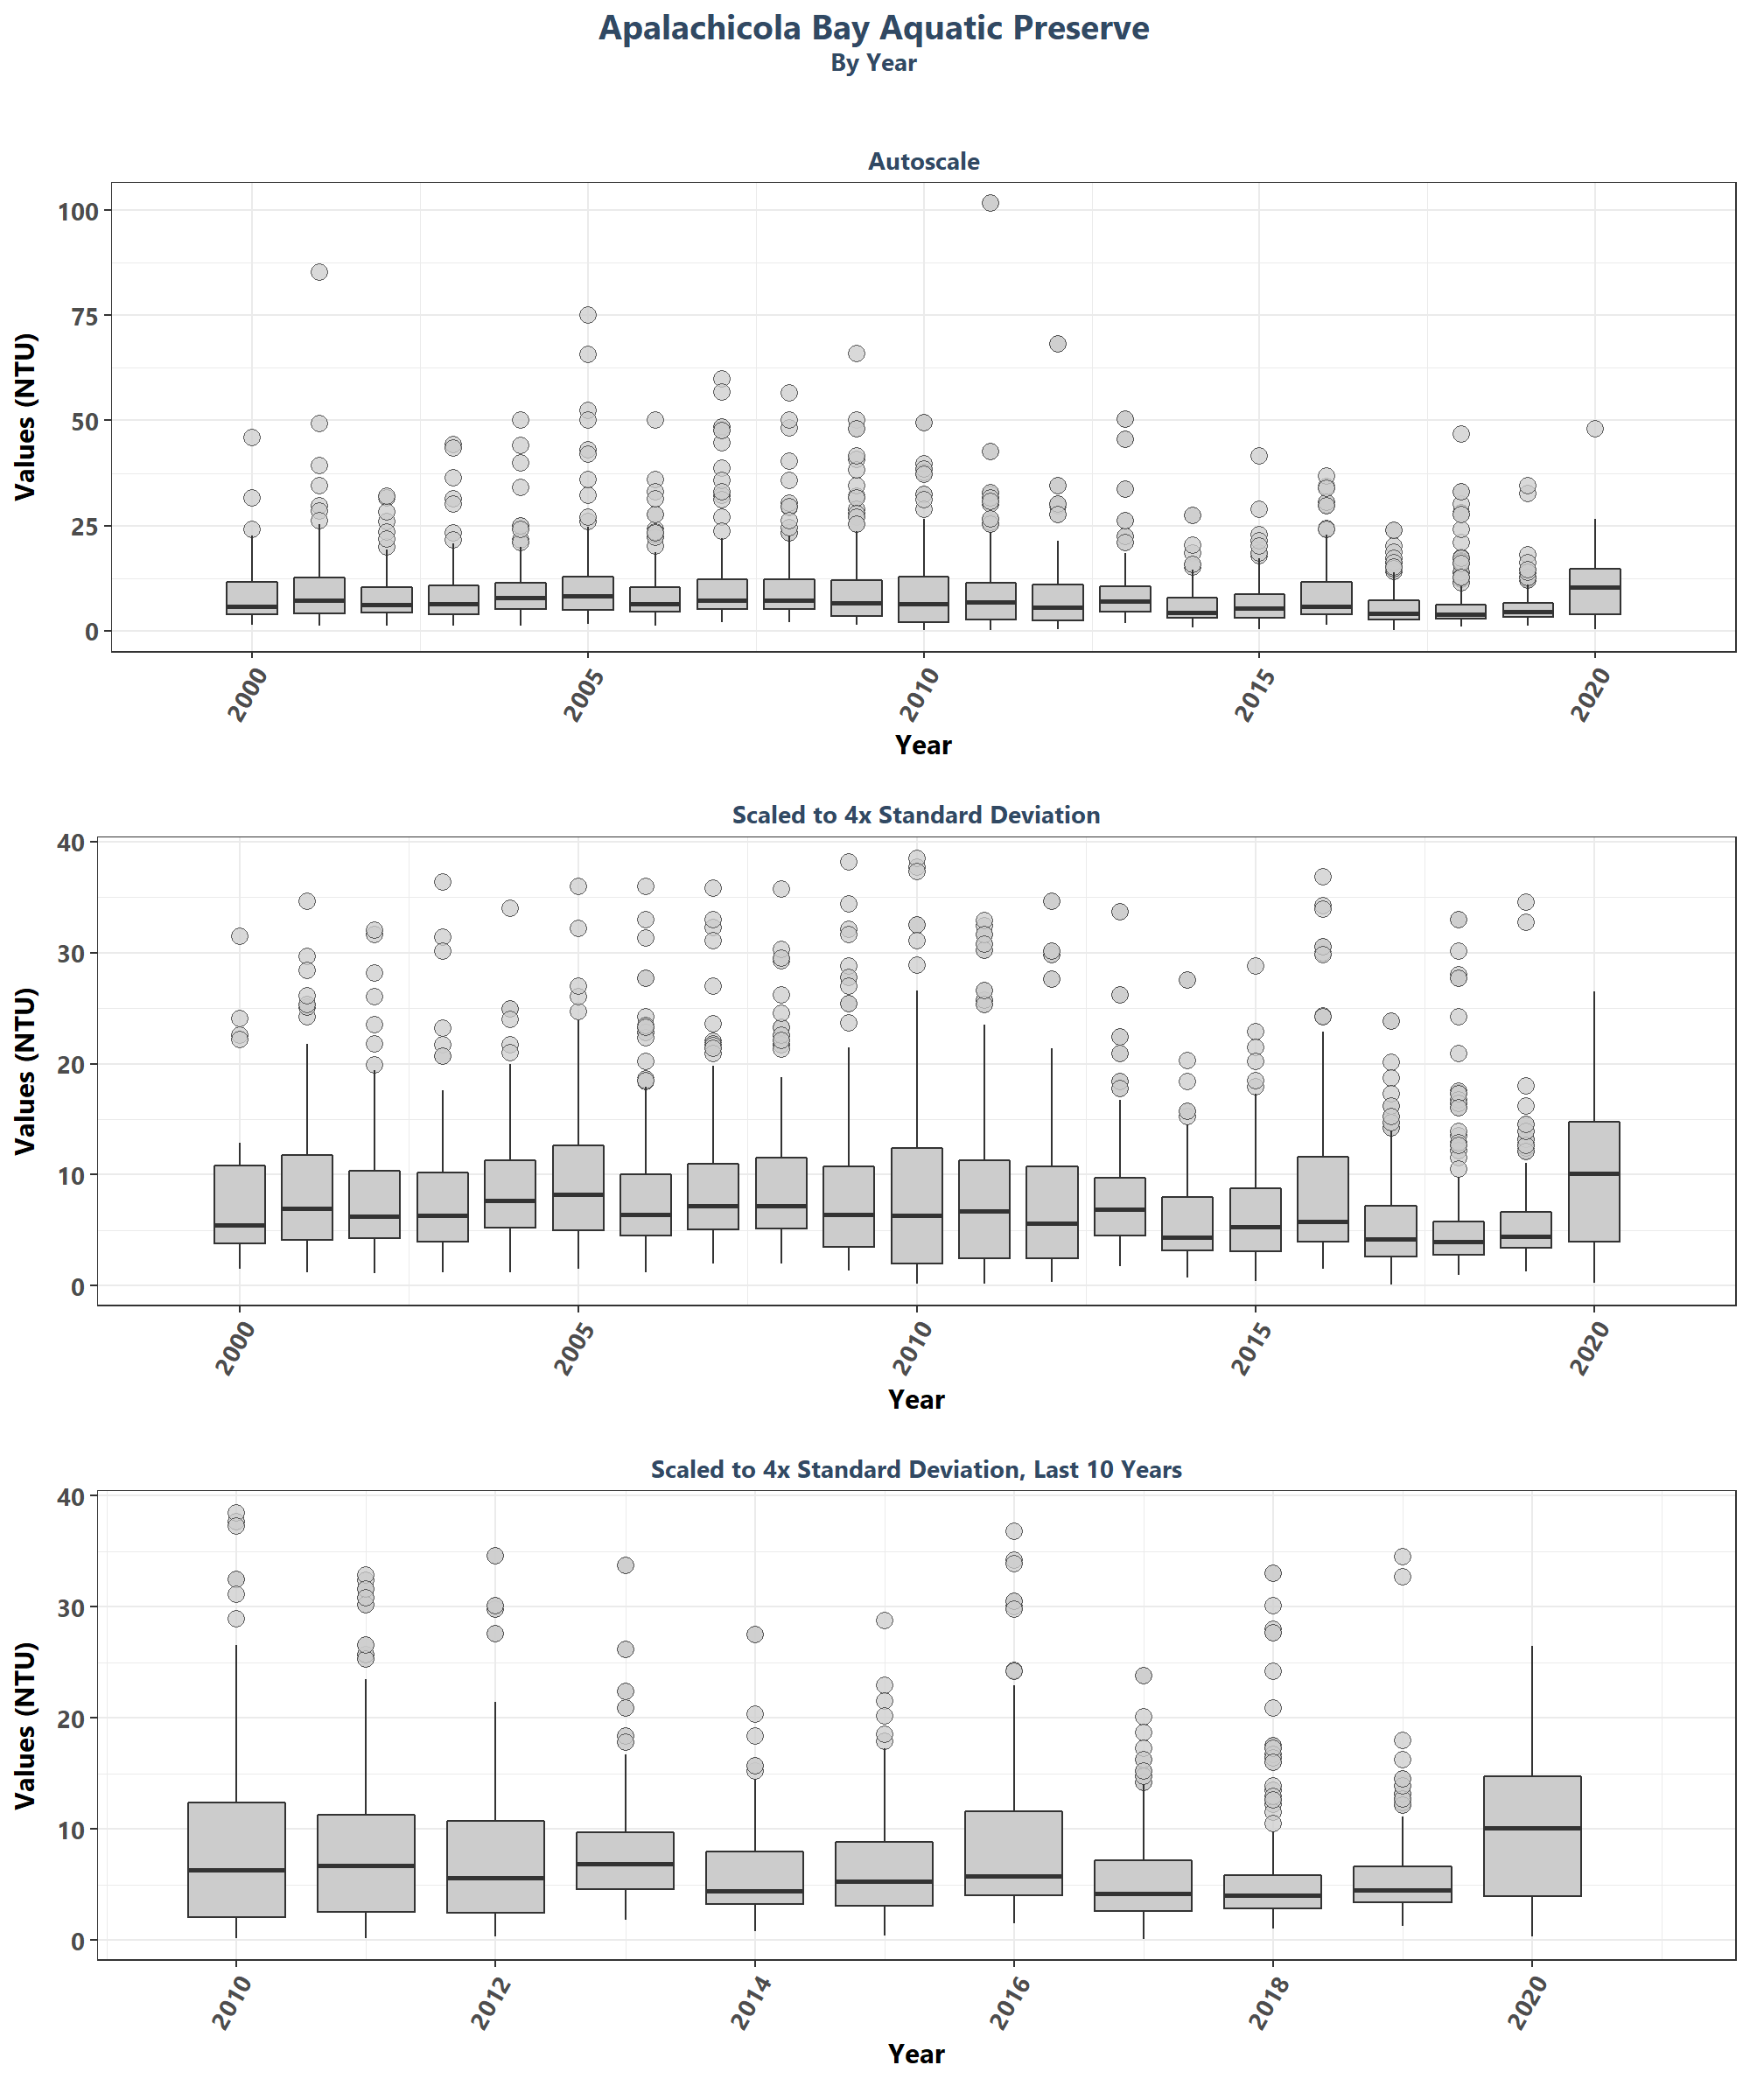 Apalachicola Bay Aquatic Preserve
By Year
Autoscale
Values (NTU)
100
75
50
25
0
2000
2005
2010
2015
2020
Year
Scaled to 4x Standard Deviation
Values (NTU)
40
30
20
10
0
2000
2005
2010
2015
2020
Year
Scaled to 4x Standard Deviation, Last 10 Years
Values (NTU)
40
30
20
10
0
2010
2012
2014
2016
2018
2020
Year